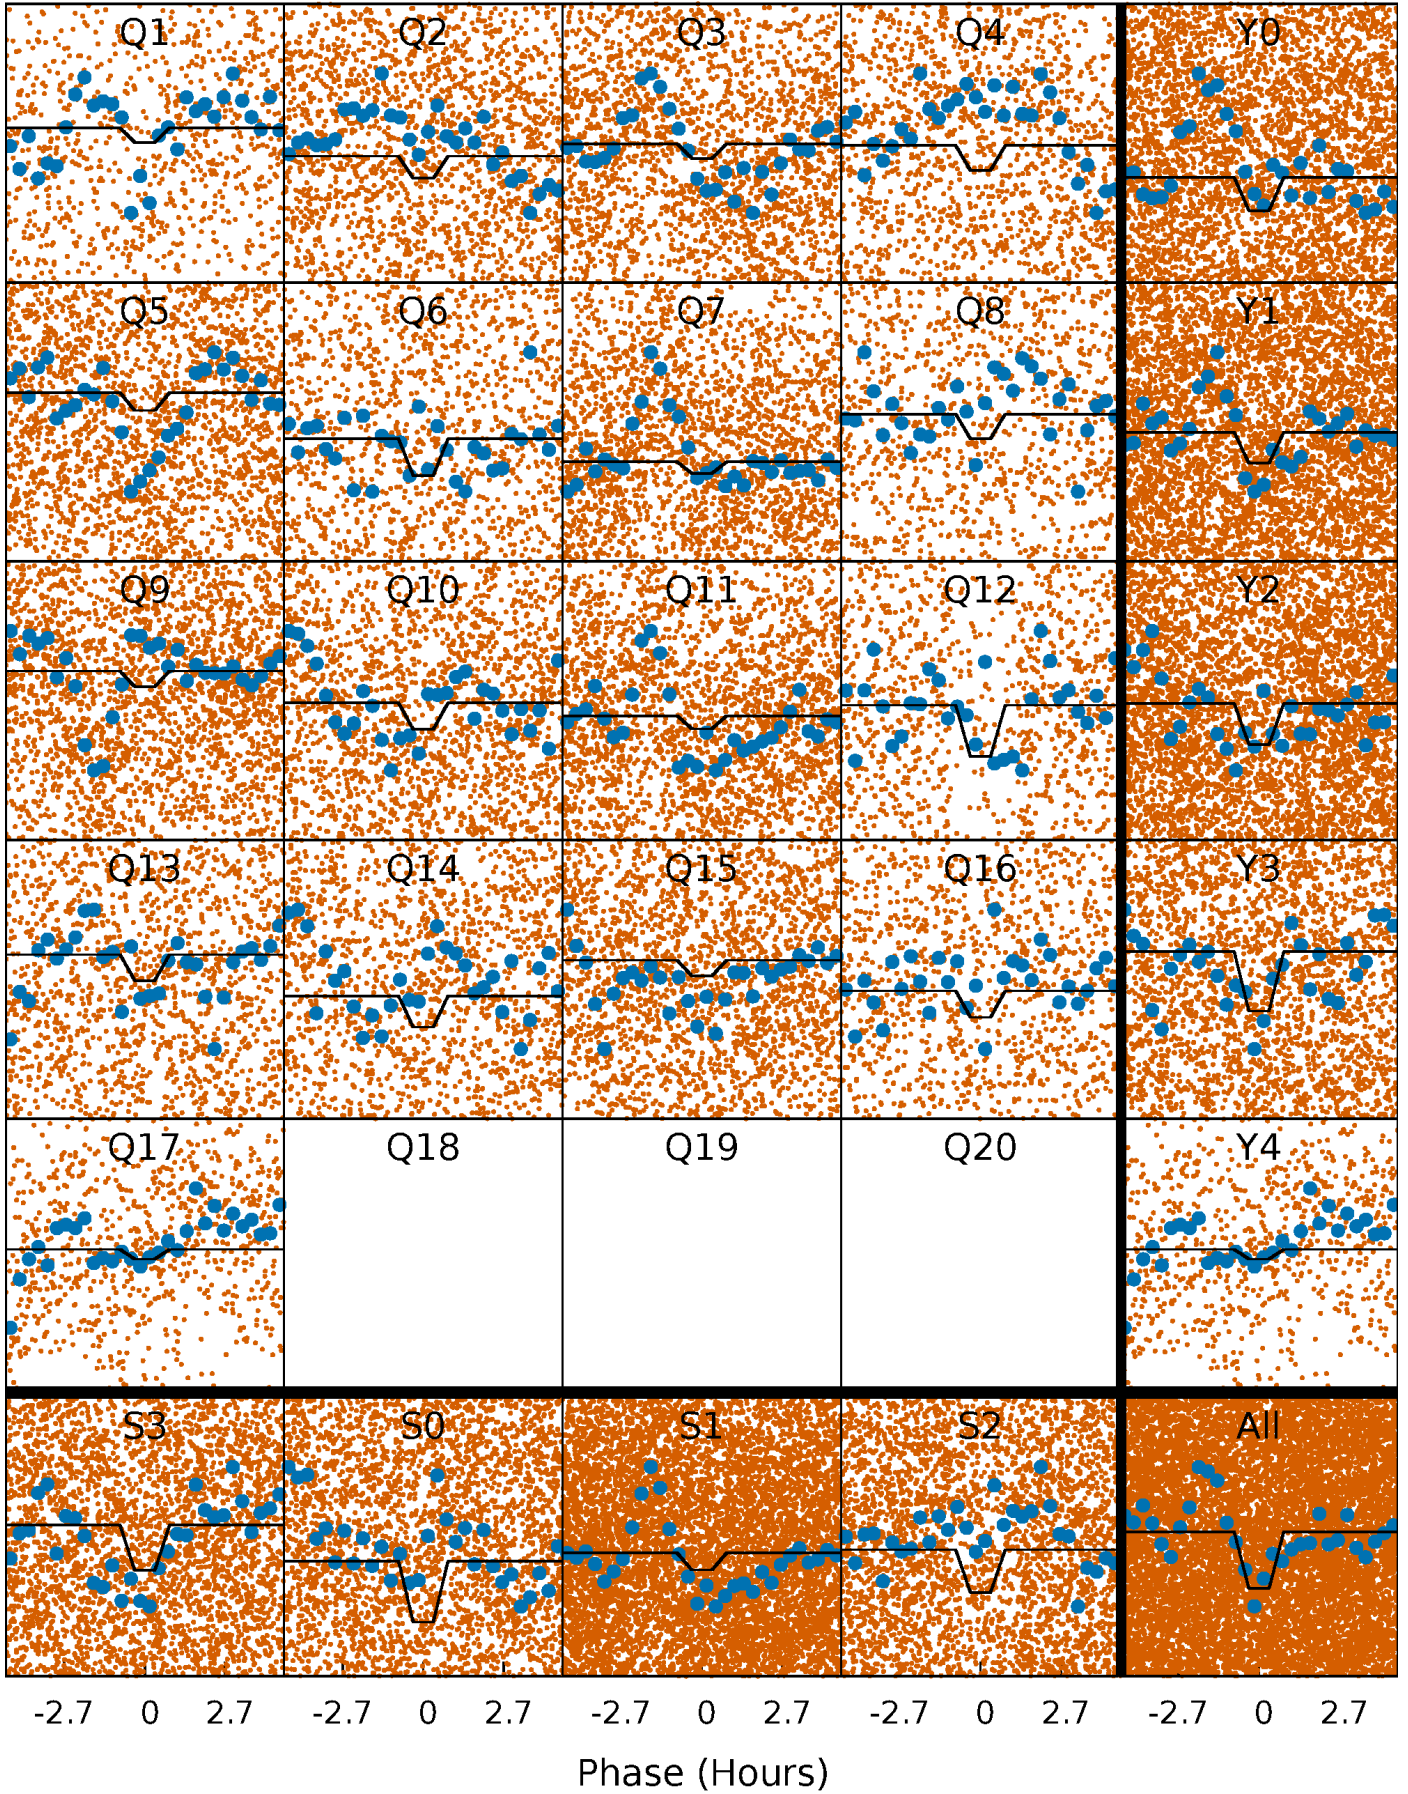 Q1 Q2 Q3 Q4 Y0
Q5 Q6 Q7 Q8 Y1
Q9 Q10 Q11 Q12 Y2
Q13 Q14 Q15 Q16 Y3
Q17 Q18 Q19 Q20 Y4
S3 S0 S1 S2 All
-2.7 0 2.7 -2.7 0 2.7 -2.7 0 2.7 -2.7 0 2.7 -2.7 0 2.7
Phase (Hours)